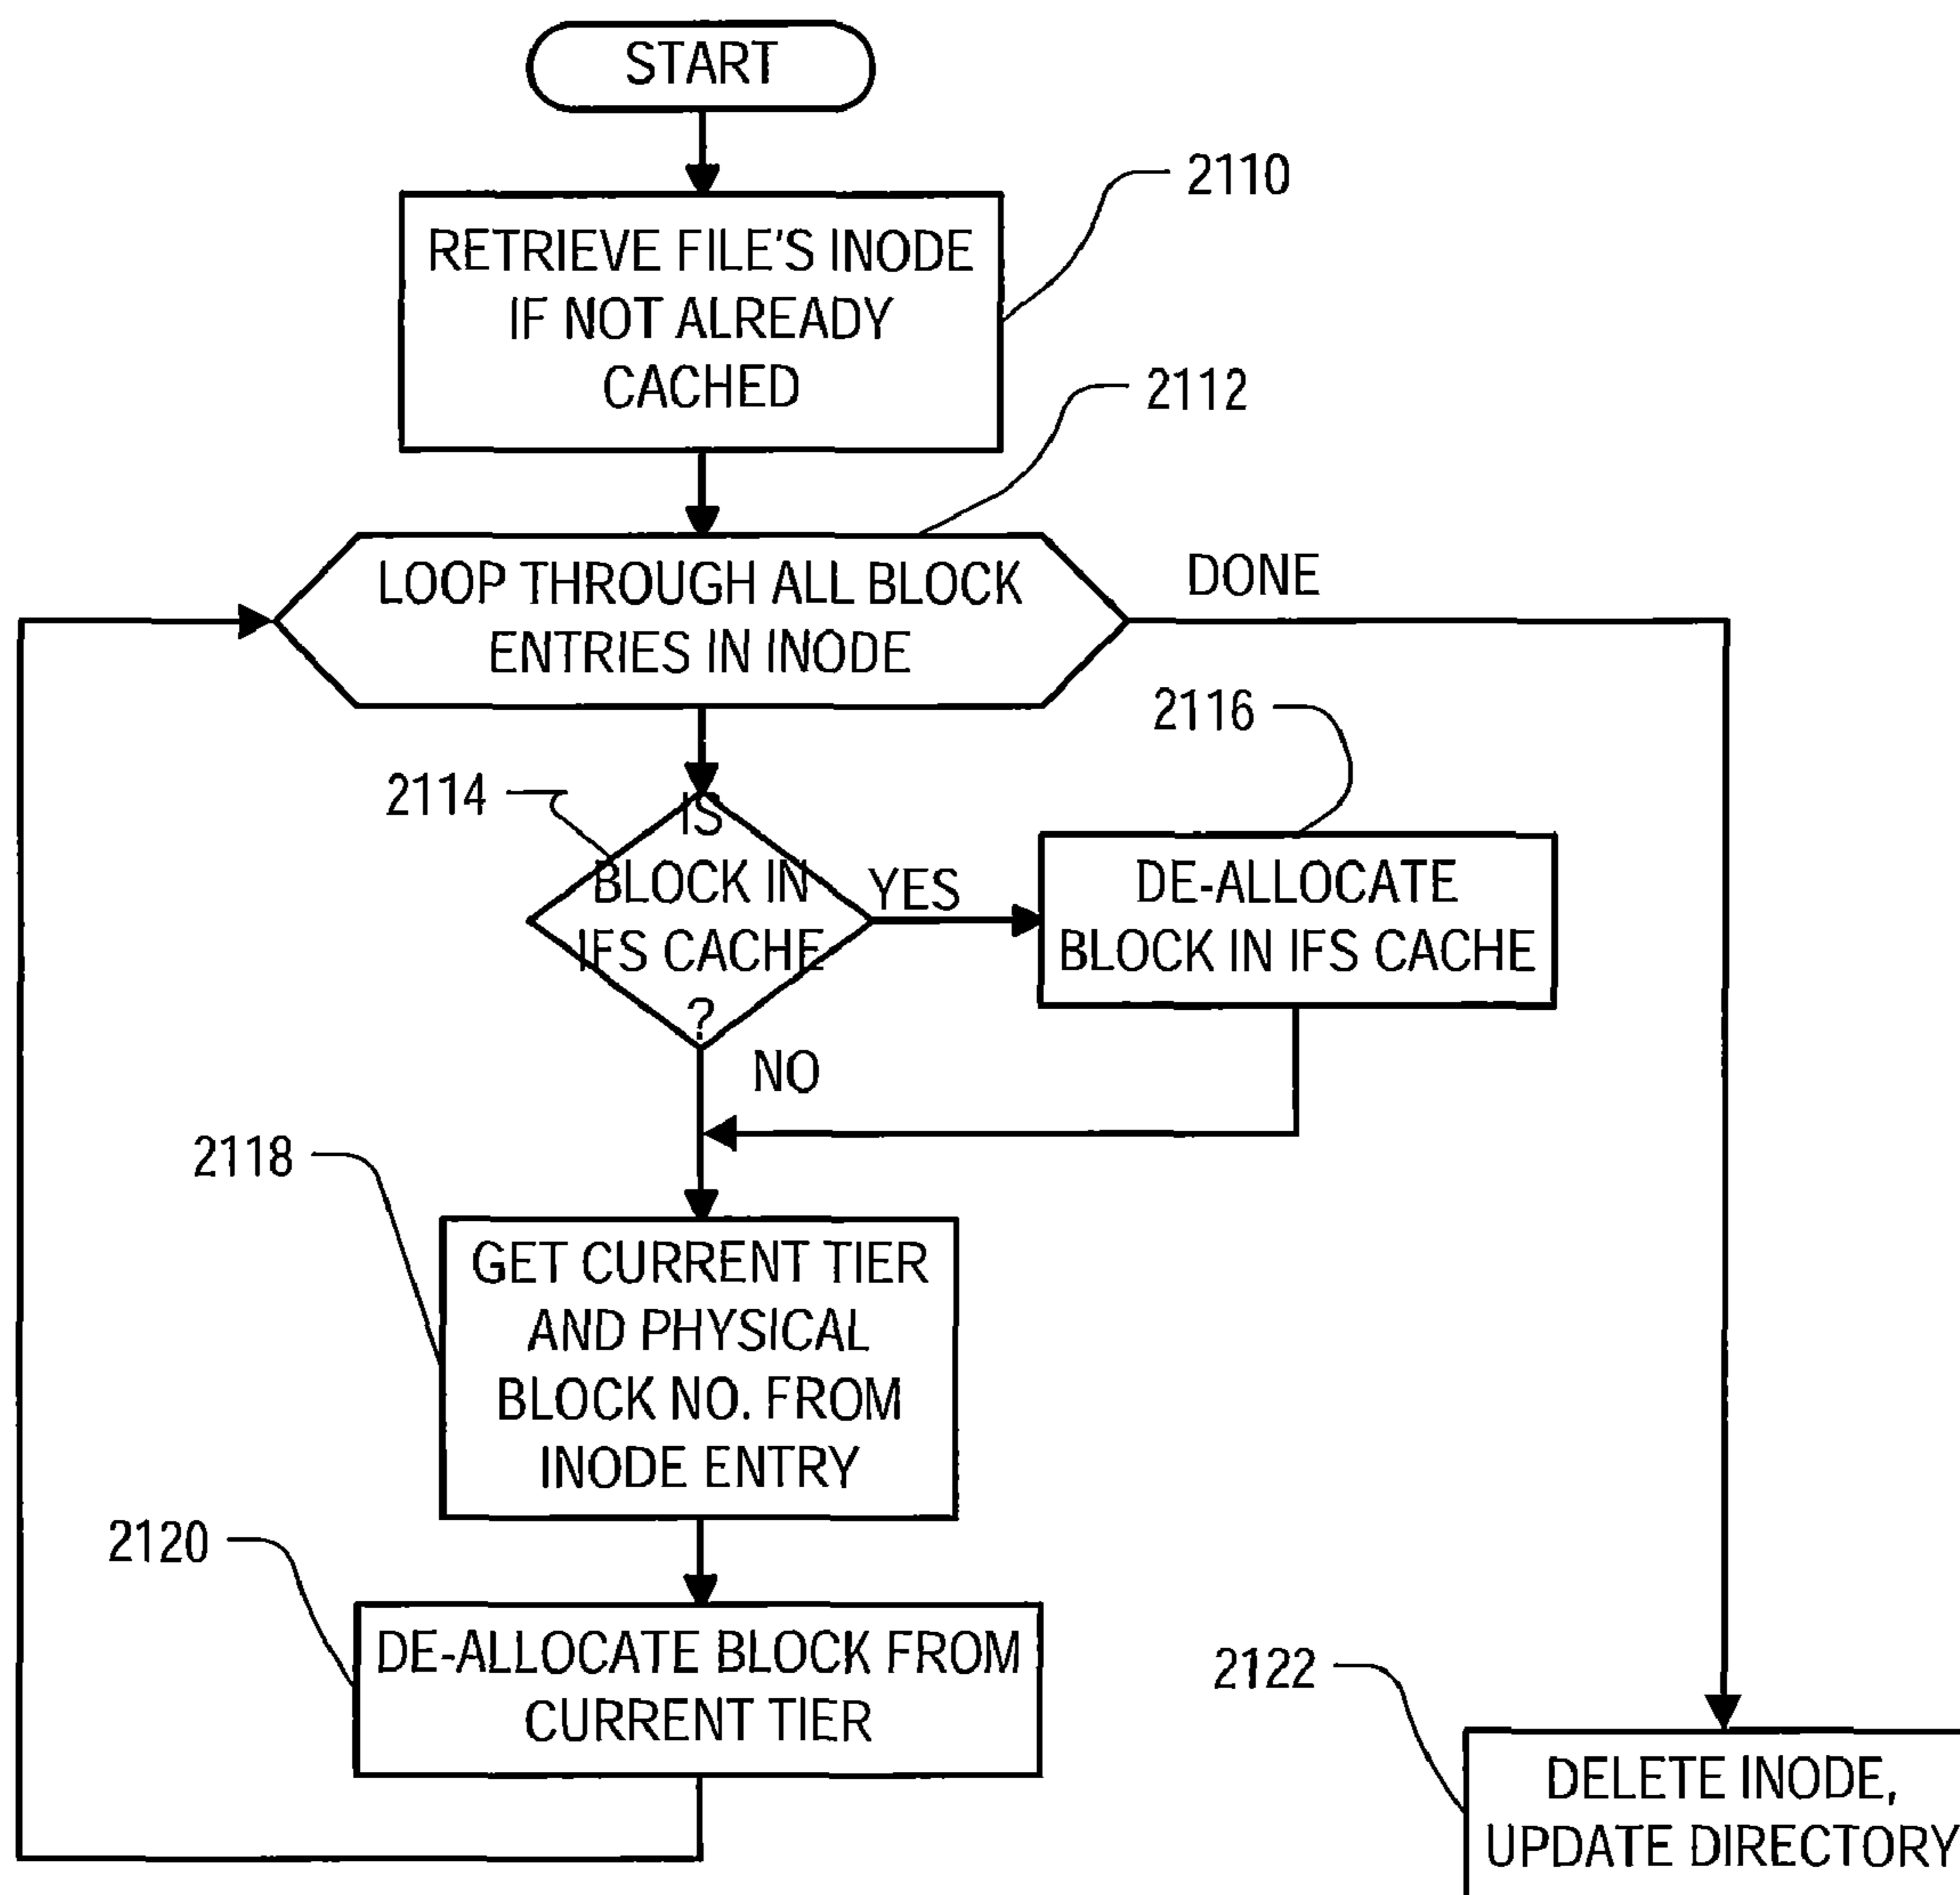 START
2110
RETRIEVE FILE'S INODE
IF NOT ALREADY
CACHED
2112
LOOP THROUGH ALL BLOCK
ENTRIES IN INODE
DONE
2114
IS
BLOCK IN
IFS CACHE
?
YES
2116
DE-ALLOCATE
BLOCK IN IFS CACHE
NO
2118
GET CURRENT TIER
AND PHYSICAL
BLOCK NO. FROM
INODE ENTRY
2120
DE-ALLOCATE BLOCK FROM
CURRENT TIER
2122
DELETE INODE,
UPDATE DIRECTORY